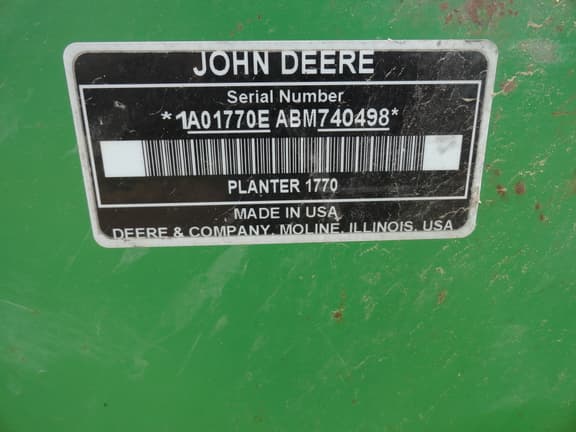 JOHN DEERE
Serial Number
*1A01770E ABM740498*
PLANTER 1770
MADE IN USA
DEERE & COMPANY, MOLINE, ILLINOIS, USA